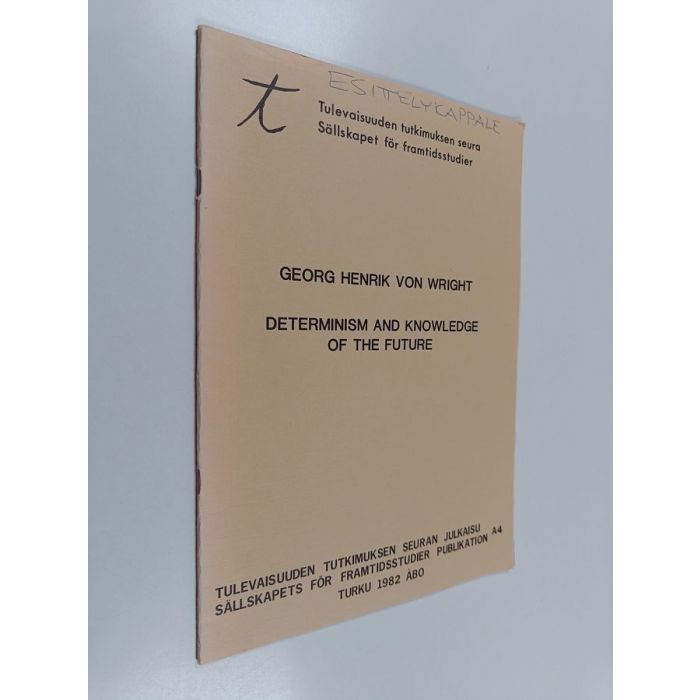 ESITTELYKAPPALE
t
Tulevaisuuden tutkimuksen seura
Sällskapet för framtidsstudier
GEORG HENRIK VON WRIGHT
DETERMINISM AND KNOWLEDGE
OF THE FUTURE
TULEVAISUUDEN TUTKIMUKSEN SEURAN JULKAISU A4
SÄLLSKAPETS FÖR FRAMTIDSSTUDIER PUBLIKATION
TURKU 1982 ÅBO